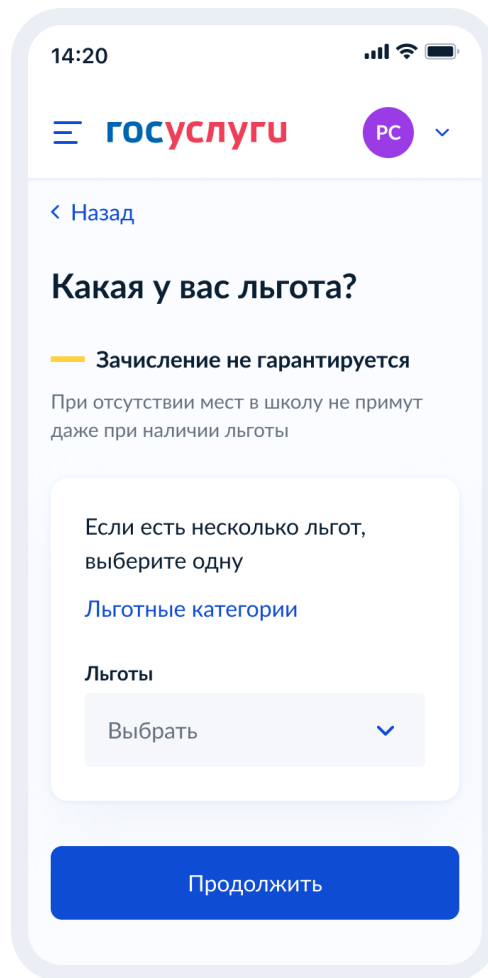 14:20
госуслуги
РС
Назад
Какая у вас льгота?
Зачисление не гарантируется
При отсутствии мест в школу не примут
даже при наличии льготы
Если есть несколько льгот,
выберите одну
Льготные категории
Льготы
Выбрать
Продолжить